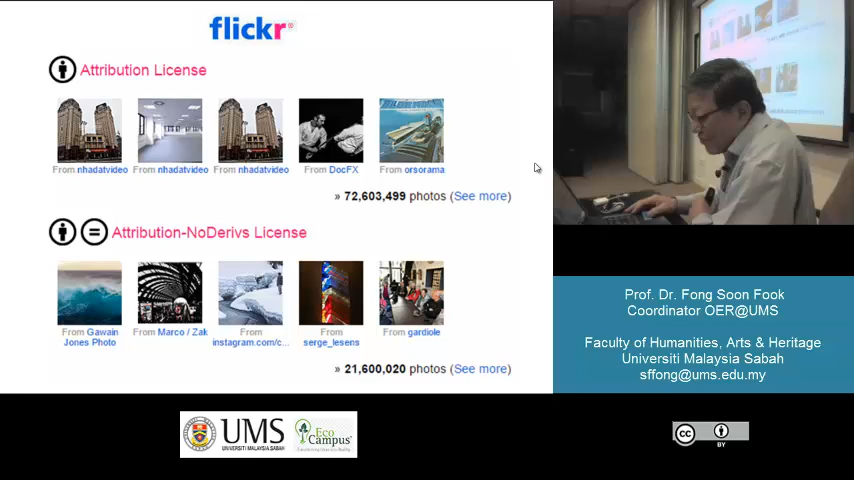 flickr
Attribution License
From nhadatvideo
From nhadatvideo
From nhadatvideo
From DocFX
From orsorama
» 72,603,499 photos (See more)
Attribution-NoDerivs License
From Gawain
Jones Photo
From Marco / Zak
From
instagram.com/c...
From
serge_lesens
From gardiole
» 21,600,020 photos (See more)
Prof. Dr. Fong Soon Fook
Coordinator OER@UMS
Faculty of Humanities, Arts & Heritage
Universiti Malaysia Sabah
sffong@ums.edu.my
UMS
UNIVERSITI MALAYSIA SABAH
Eco
Campus
cc
BY